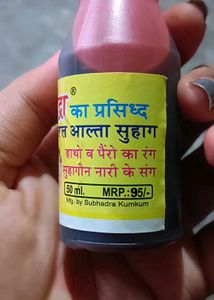 ® का प्रसिध्द
आल्ता सुहाग
हाथो व पैंरो का रंग
सुहागीन नारी के संग
50 ml. MRP.:95/-
Mfg. by Subhadra Kumkum